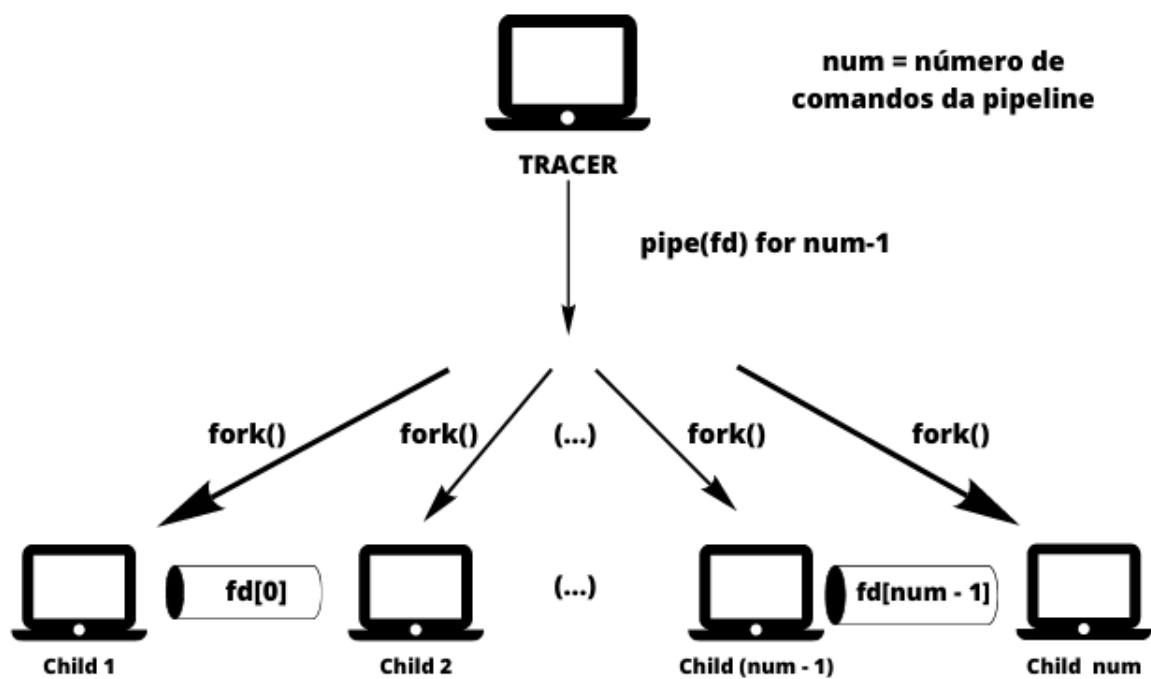 num = número de
comandos da pipeline
TRACER
pipe(fd) for num-1
fork()
fork()
(...)
fork()
fork()
fd[0]
(...)
fd[num - 1]
Child 1
Child 2
Child (num - 1)
Child num